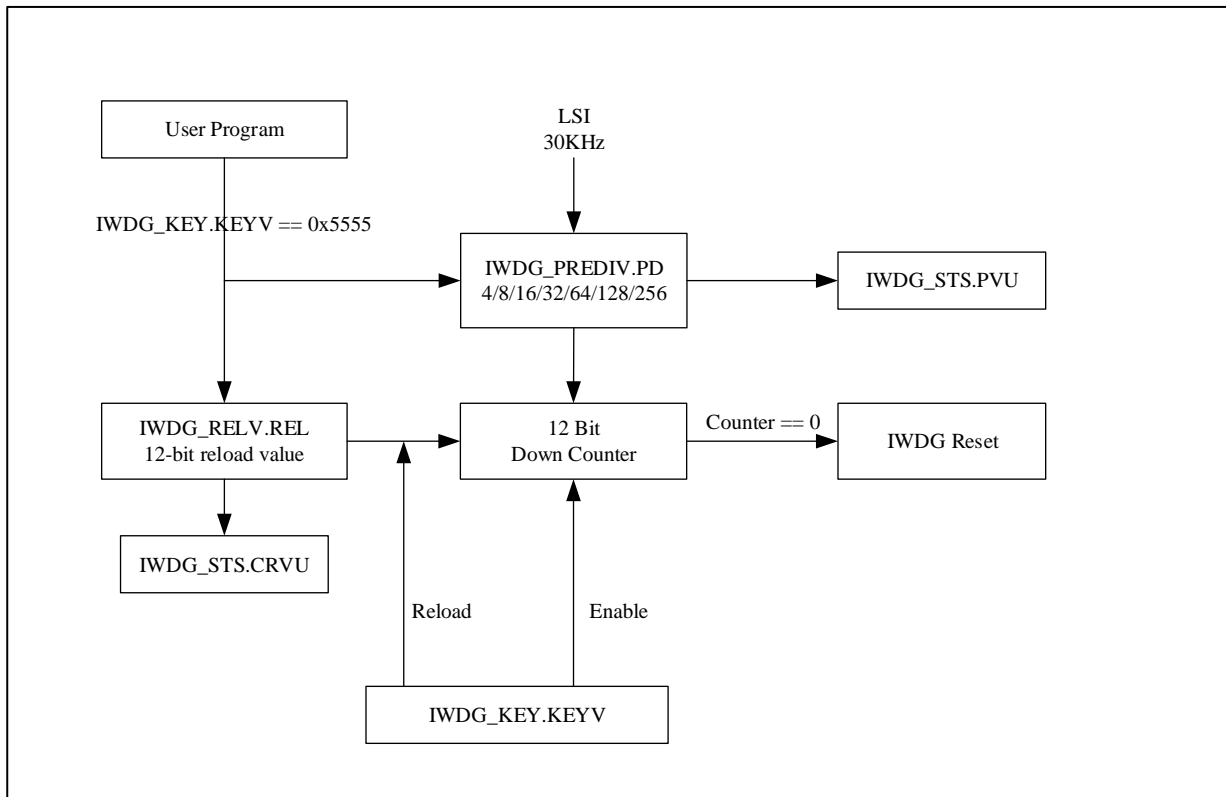 User Program
LSI
30KHz
IWDG_KEY.KEYV == 0x5555
IWDG_PREDIV.PD
4/8/16/32/64/128/256
IWDG_STS.PVU
IWDG_RELV.REL
12-bit reload value
12 Bit
Down Counter
Counter == 0
IWDG Reset
IWDG_STS.CRVU
Reload
Enable
IWDG_KEY.KEYV